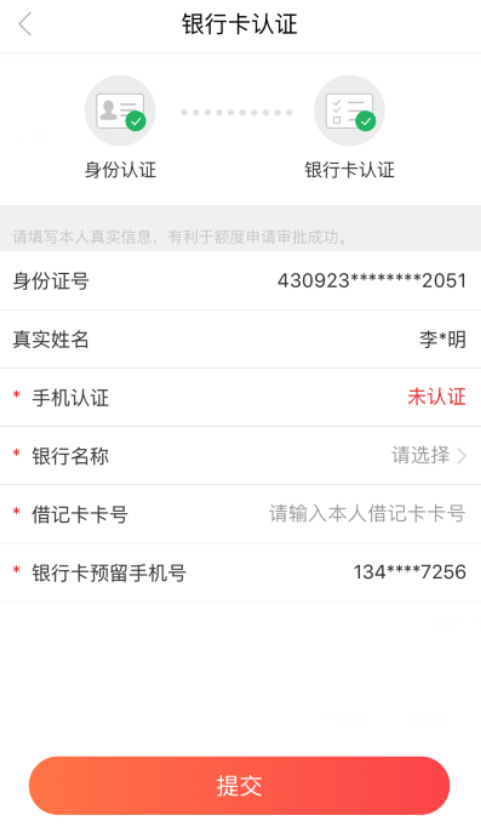 银行卡认证
身份认证 银行卡认证
请填写本人真实信息，有利于额度申请审批成功。
身份证号 430923********2051
真实姓名 李*明
* 手机认证 未认证
* 银行名称 请选择
* 借记卡卡号 请输入本人借记卡卡号
* 银行卡预留手机号 134****7256
提交